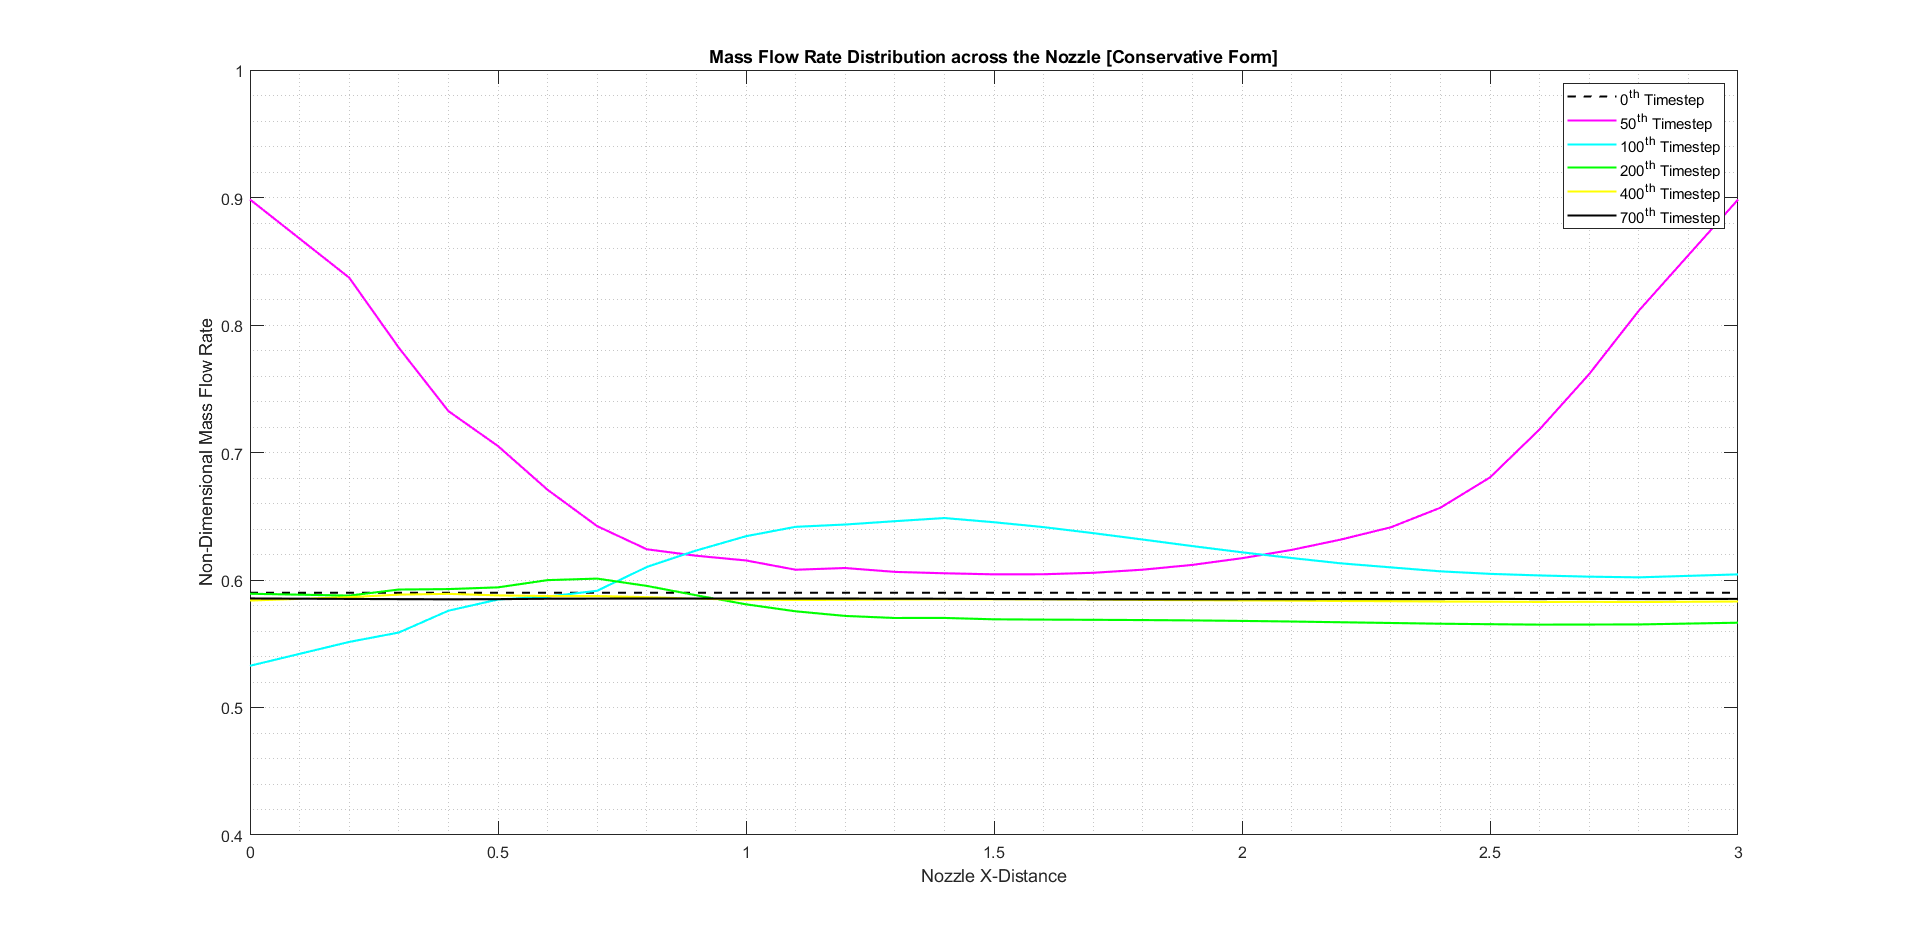 Mass Flow Rate Distribution across the Nozzle [Conservative Form]
1
0.9
0.8
0.7
0.6
0.5
0.4
Non-Dimensional Mass Flow Rate
0th Timestep
50th Timestep
100th Timestep
200th Timestep
400th Timestep
700th Timestep
0 0.5 1 1.5 2 2.5 3
Nozzle X-Distance